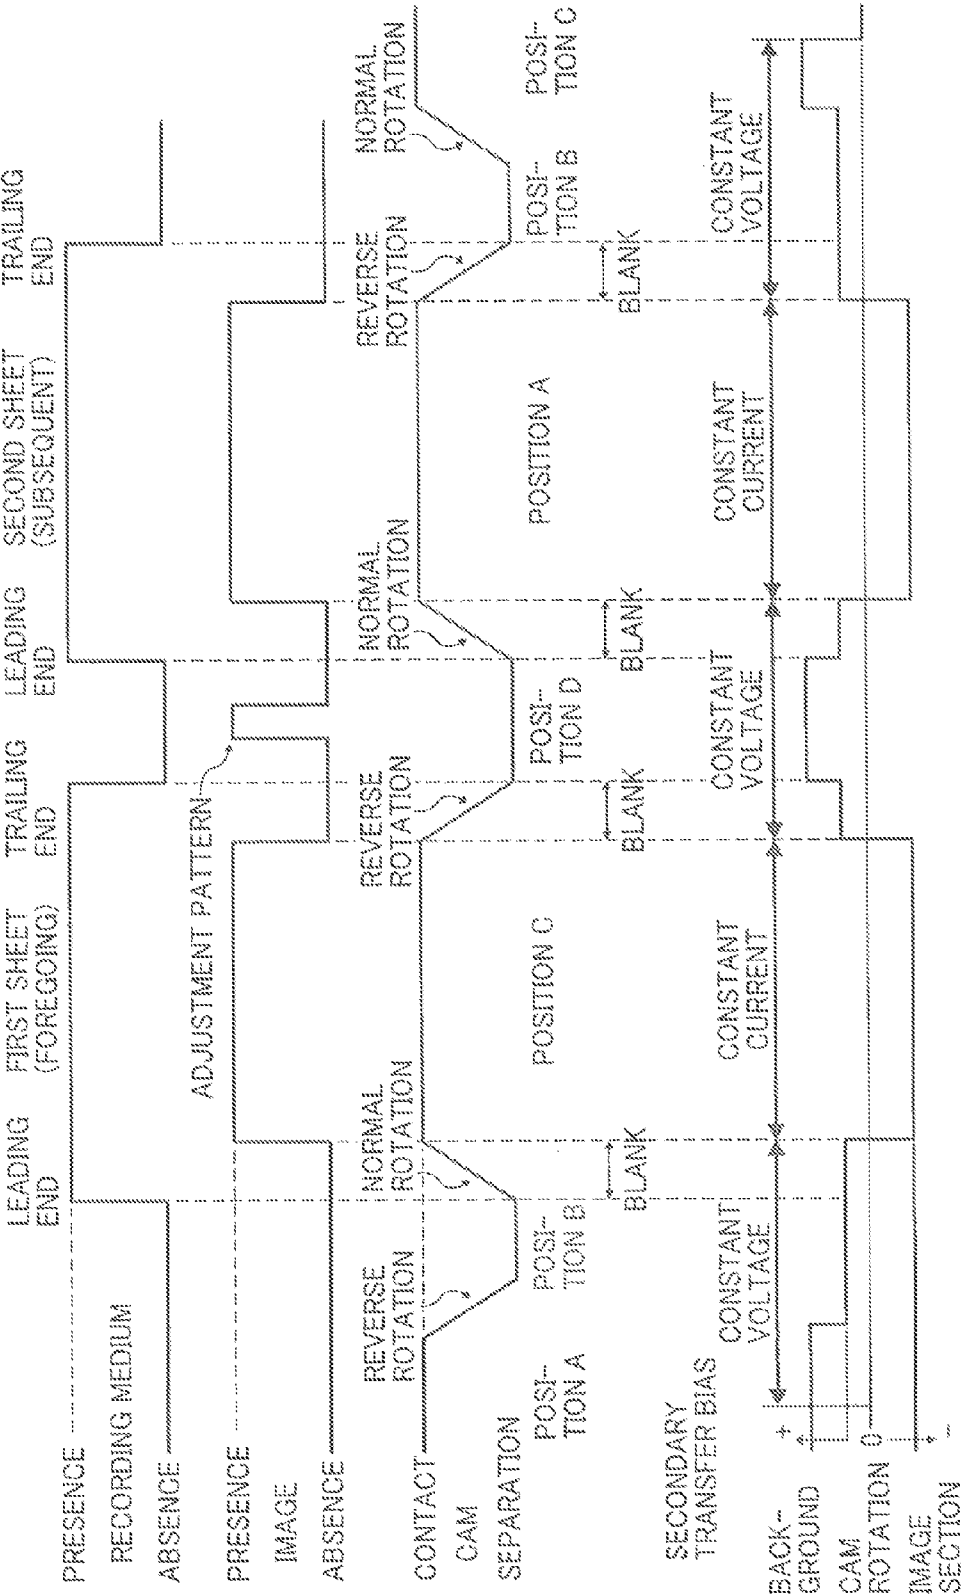 LEADING
END
FIRST SHEET
(FOREGOING)
TRAILING
END
LEADING
END
SECOND SHEET
(SUBSEQUENT)
TRAILING
END
PRESENCE
RECORDING MEDIUM
ABSENCE
ADJUSTMENT PATTERN
PRESENCE
IMAGE
ABSENCE
REVERSE
ROTATION
NORMAL
ROTATION
REVERSE
ROTATION
NORMAL
ROTATION
REVERSE
ROTATION
NORMAL
ROTATION
CONTACT
CAM
SEPARATION
POSI-
TION A
POSI-
TION B
POSITION C
POSI-
TION D
POSITION A
POSI-
TION B
POSI-
TION C
BLANK
BLANK
BLANK
BLANK
SECONDARY
TRANSFER BIAS
CONSTANT
VOLTAGE
CONSTANT
CURRENT
CONSTANT
VOLTAGE
CONSTANT
CURRENT
CONSTANT
VOLTAGE
BACK-
GROUND
CAM
ROTATION
IMAGE
SECTION
+
0
-